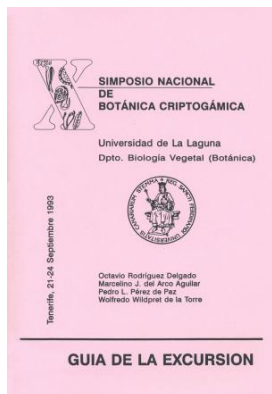 X
SIMPOSIO NACIONAL
DE
BOTÁNICA CRIPTOGÁMICA
Universidad de La Laguna
Dpto. Biología Vegetal (Botánica)
Tenerife, 21-24 Septiembre 1993
Octavio Rodríguez Delgado
Marcelino J. del Arco Aguilar
Pedro L. Pérez de Paz
Wolfredo Wildpret de la Torre
GUIA DE LA EXCURSION